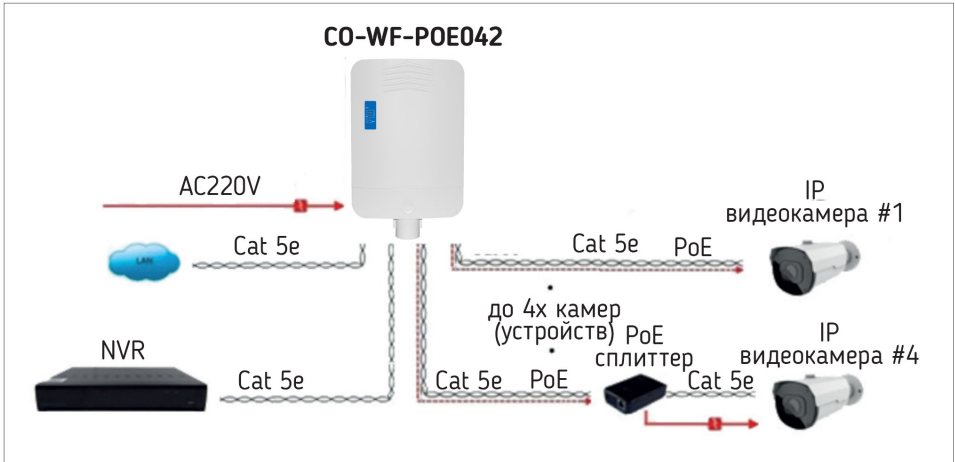 CO-WF-POE042
AC220V
LAN
Cat 5e
Cat 5e
PoE
IP
видеокамера #1
до 4х камер
(устройств)
PoE
сплиттер
NVR
Cat 5e
Cat 5e
PoE
Cat 5e
IP
видеокамера #4